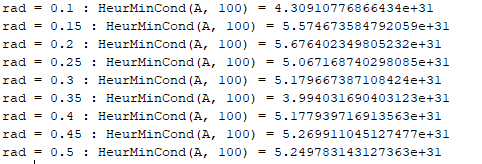 rad = 0.1 : HeurMinCond(A, 100) = 4.30910776866434e+31
rad = 0.15 : HeurMinCond(A, 100) = 5.574673584792059e+31
rad = 0.2 : HeurMinCond(A, 100) = 5.676402349805232e+31
rad = 0.25 : HeurMinCond(A, 100) = 5.067168740298085e+31
rad = 0.3 : HeurMinCond(A, 100) = 5.179667387108424e+31
rad = 0.35 : HeurMinCond(A, 100) = 3.994031690403123e+31
rad = 0.4 : HeurMinCond(A, 100) = 5.177939716913563e+31
rad = 0.45 : HeurMinCond(A, 100) = 5.269911045127477e+31
rad = 0.5 : HeurMinCond(A, 100) = 5.249783143127363e+31